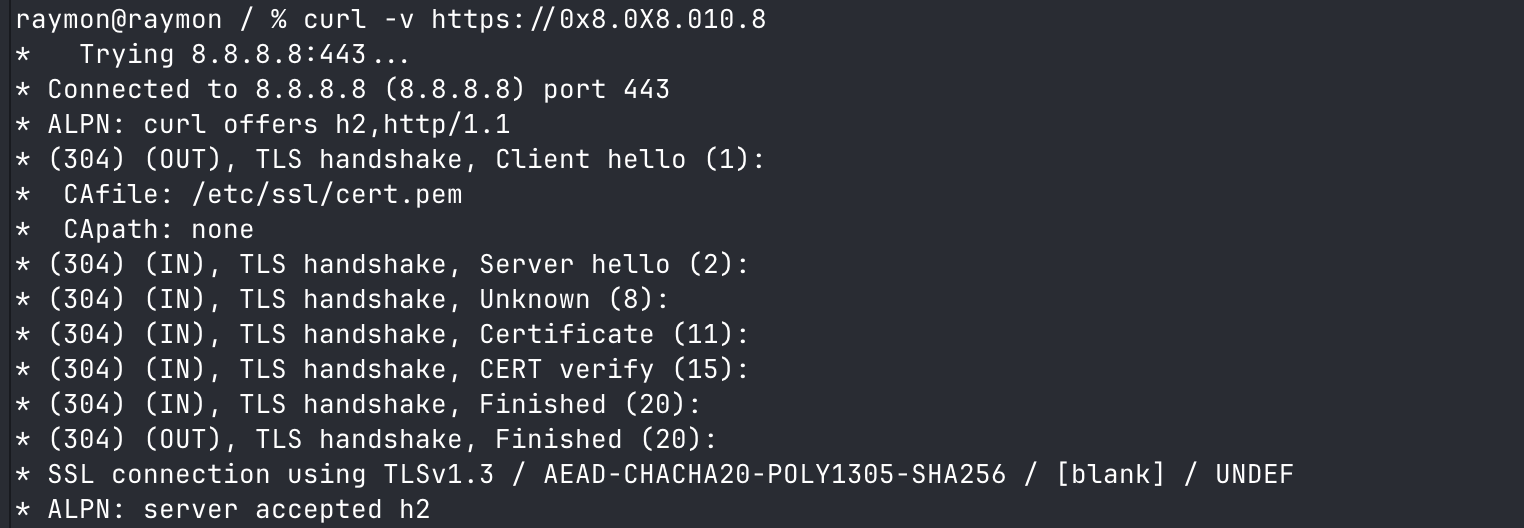 raymon@raymon / % curl -v https://0x8.0X8.010.8
*   Trying 8.8.8.8:443...
* Connected to 8.8.8.8 (8.8.8.8) port 443
* ALPN: curl offers h2,http/1.1
* (304) (OUT), TLS handshake, Client hello (1):
*  CAfile: /etc/ssl/cert.pem
*  CApath: none
* (304) (IN), TLS handshake, Server hello (2):
* (304) (IN), TLS handshake, Unknown (8):
* (304) (IN), TLS handshake, Certificate (11):
* (304) (IN), TLS handshake, CERT verify (15):
* (304) (IN), TLS handshake, Finished (20):
* (304) (OUT), TLS handshake, Finished (20):
* SSL connection using TLSv1.3 / AEAD-CHACHA20-POLY1305-SHA256 / [blank] / UNDEF
* ALPN: server accepted h2